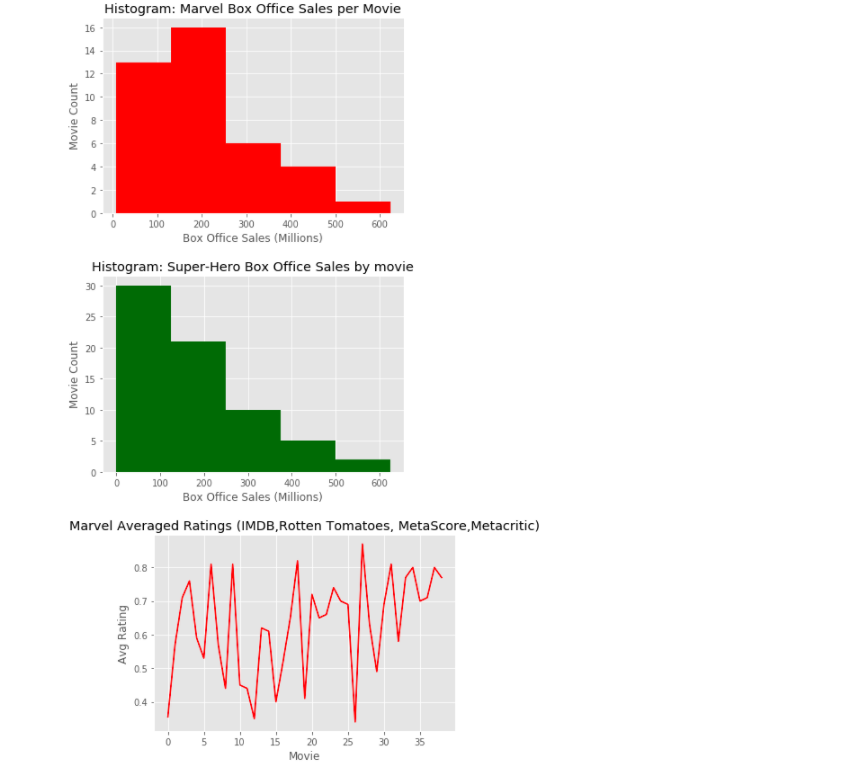 Histogram: Marvel Box Office Sales per Movie
16
14
12
10
8
6
4
2
0
Movie Count
0 100 200 300 400 500 600
Box Office Sales (Millions)
Histogram: Super-Hero Box Office Sales by movie
30
25
20
15
10
5
0
Movie Count
0 100 200 300 400 500 600
Box Office Sales (Millions)
Marvel Averaged Ratings (IMDB,Rotten Tomatoes, MetaScore,Metacritic)
0.8
0.7
0.6
0.5
0.4
Avg Rating
0 5 10 15 20 25 30 35
Movie